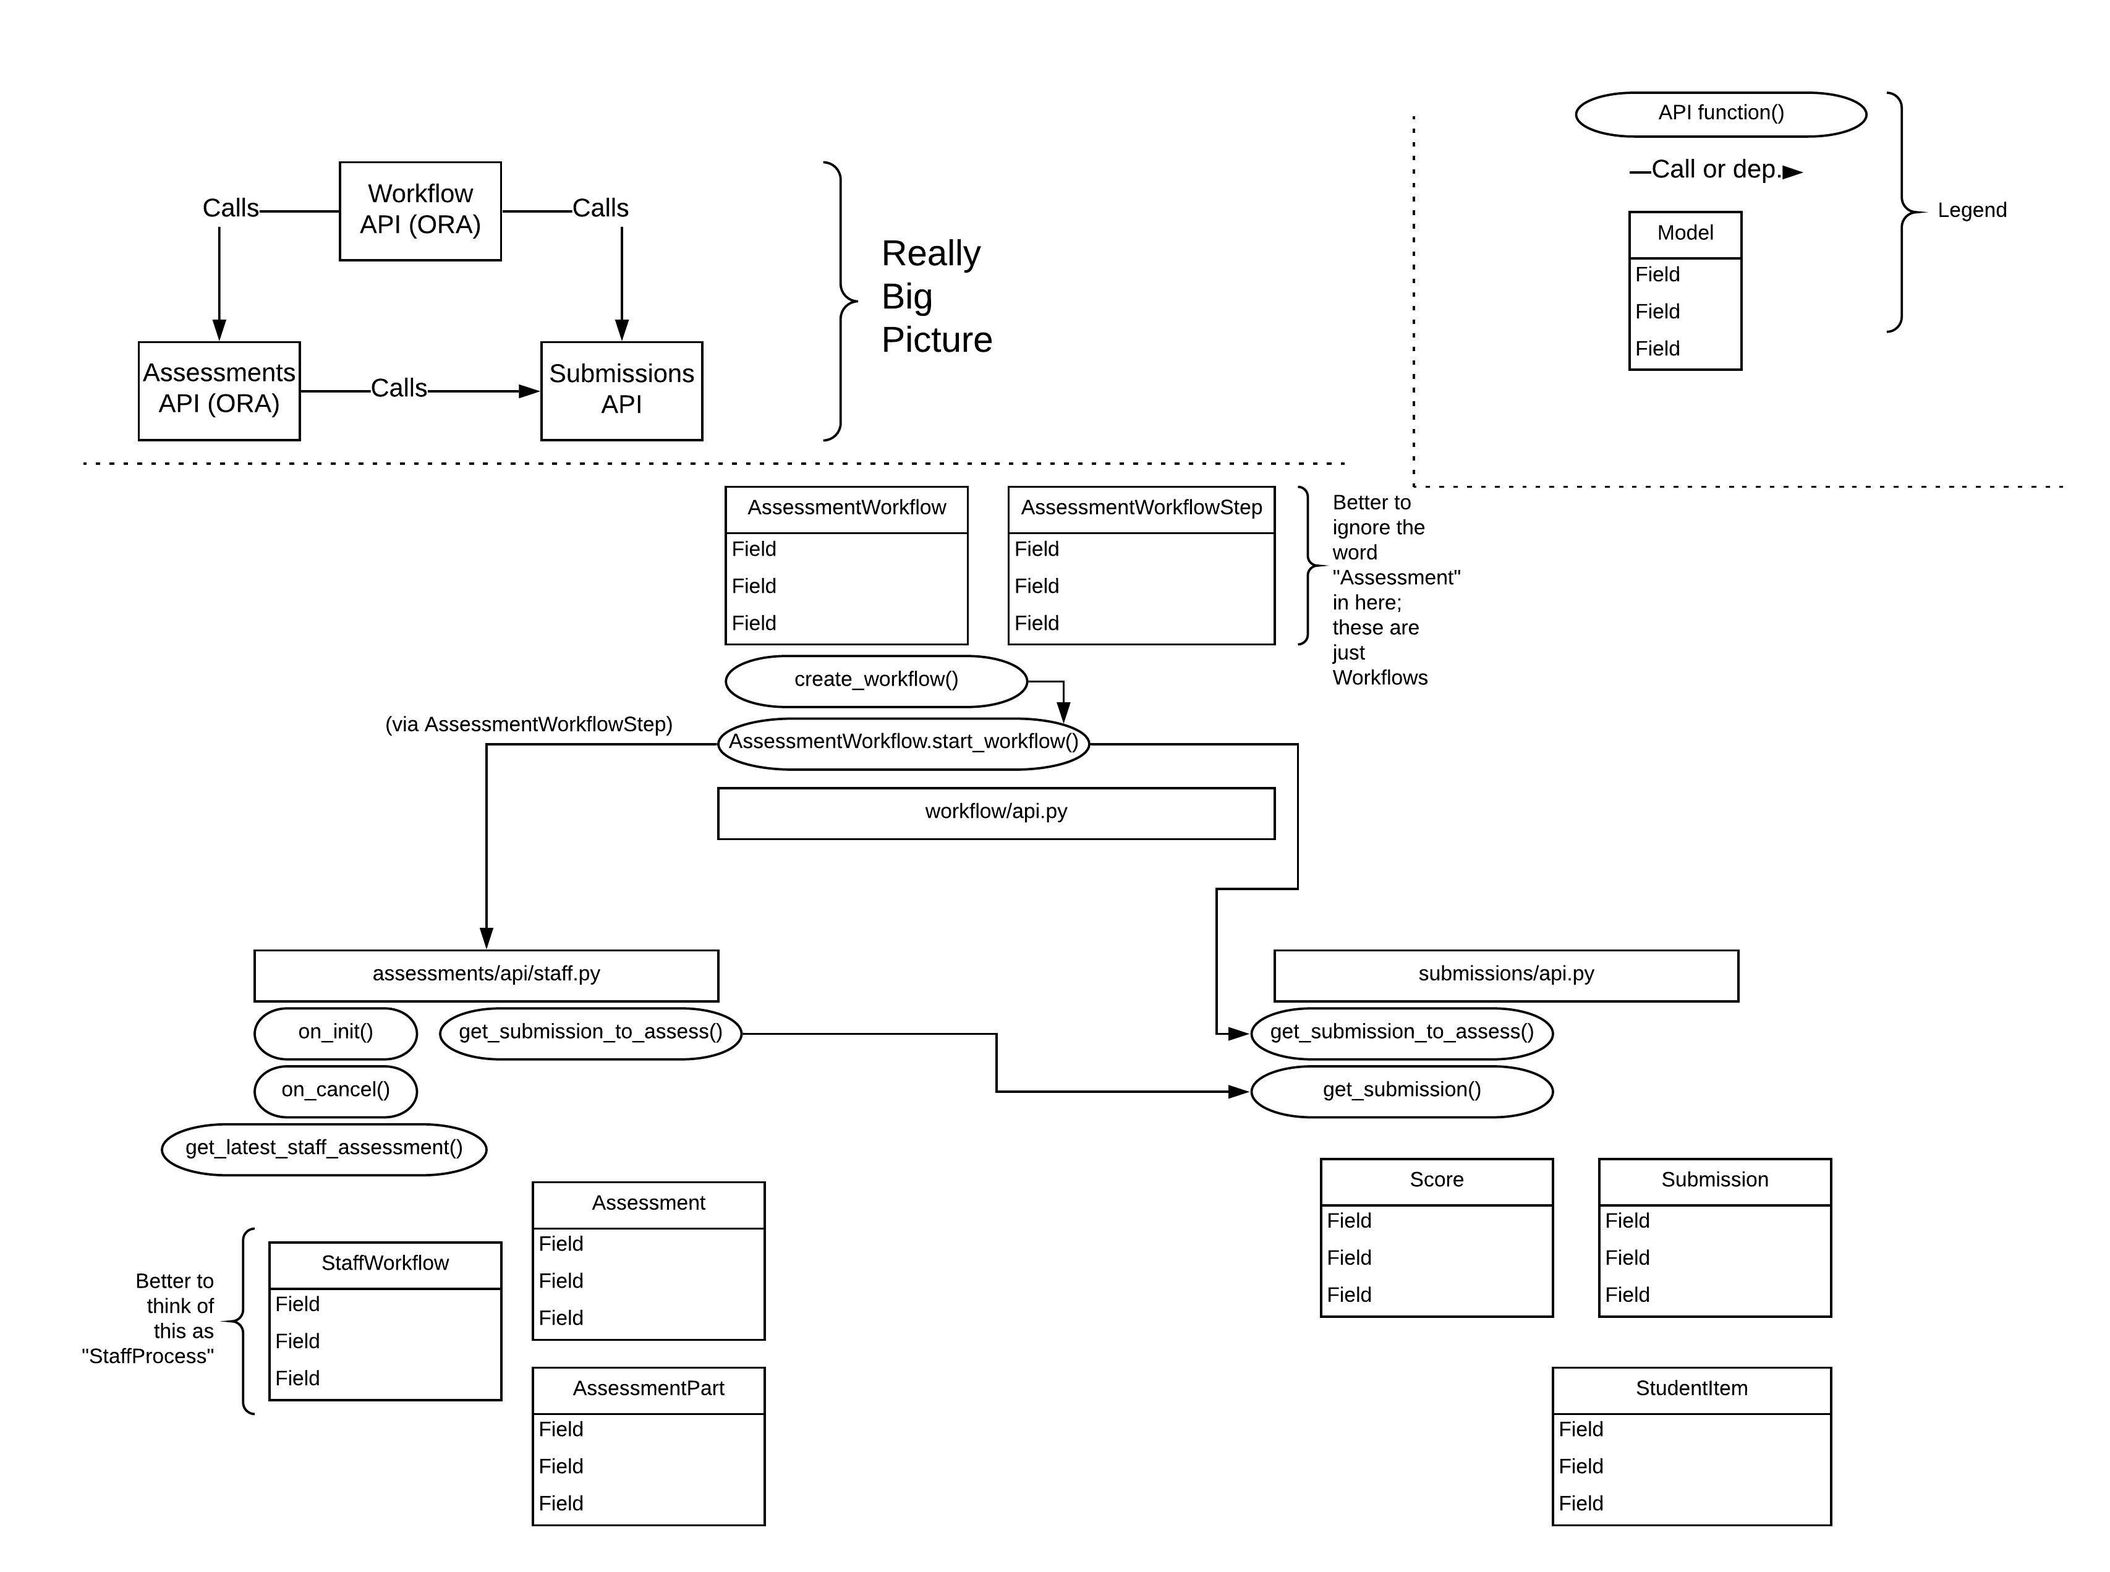 API function()
Call or dep.
Legend
Model
Field
Field
Field
Workflow
API (ORA)
Calls
Calls
Assessments
API (ORA)
Calls
Submissions
API
Really
Big
Picture
AssessmentWorkflow
Field
Field
Field
AssessmentWorkflowStep
Field
Field
Field
Better to
ignore the
word
"Assessment"
in here;
these are
just
Workflows
create_workflow()
(via AssessmentWorkflowStep)
AssessmentWorkflow.start_workflow()
workflow/api.py
assessments/api/staff.py
on_init()
get_submission_to_assess()
on_cancel()
get_latest_staff_assessment()
Better to
think of
this as
"StaffProcess"
StaffWorkflow
Field
Field
Field
Assessment
Field
Field
Field
AssessmentPart
Field
Field
Field
submissions/api.py
get_submission_to_assess()
get_submission()
Score
Field
Field
Field
Submission
Field
Field
Field
StudentItem
Field
Field
Field